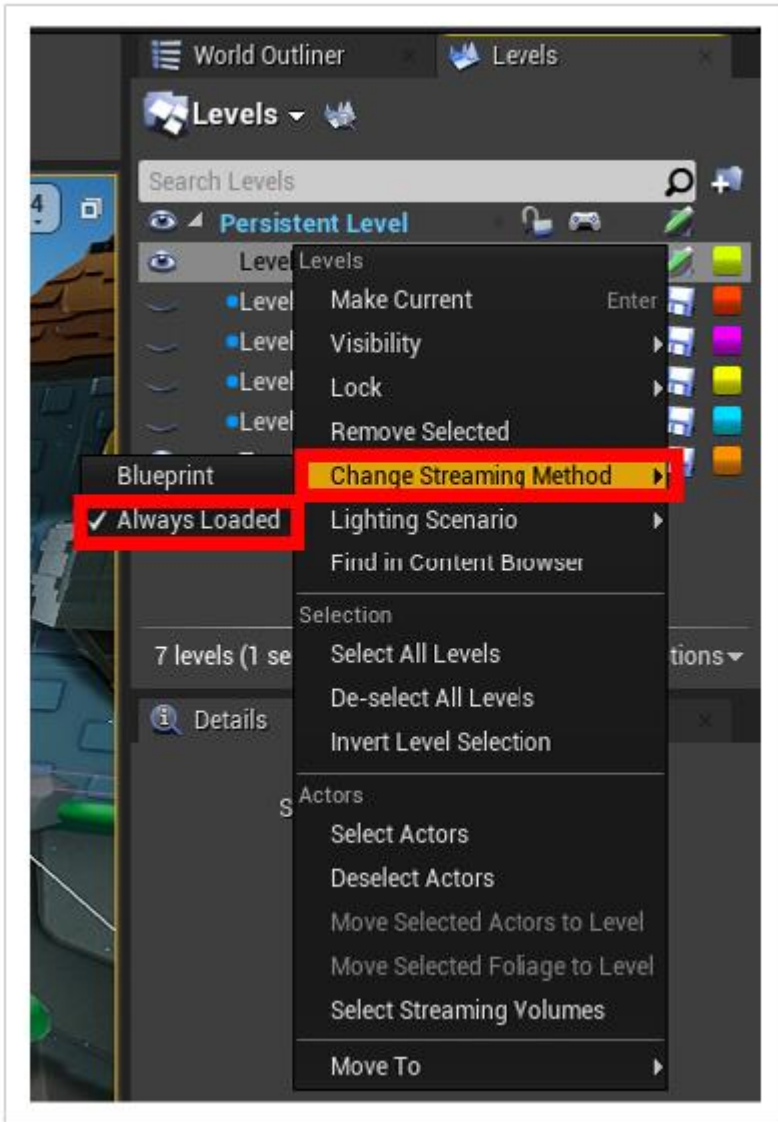 World Outliner
Levels
Levels
Search Levels
4
Persistent Level
Level
Levels
Make Current Enter
Level
Visibility
Level
Lock
Level
Remove Selected
Level
Blueprint
Change Streaming Method
Always Loaded
Lighting Scenario
Find in Content Browser
Selection
7 levels (1 se
Select All Levels
tions
De-select All Levels
Details
Invert Level Selection
Actors
S
Select Actors
Deselect Actors
Move Selected Actors to Level
Move Selected Foliage to Level
Select Streaming Volumes
Move To